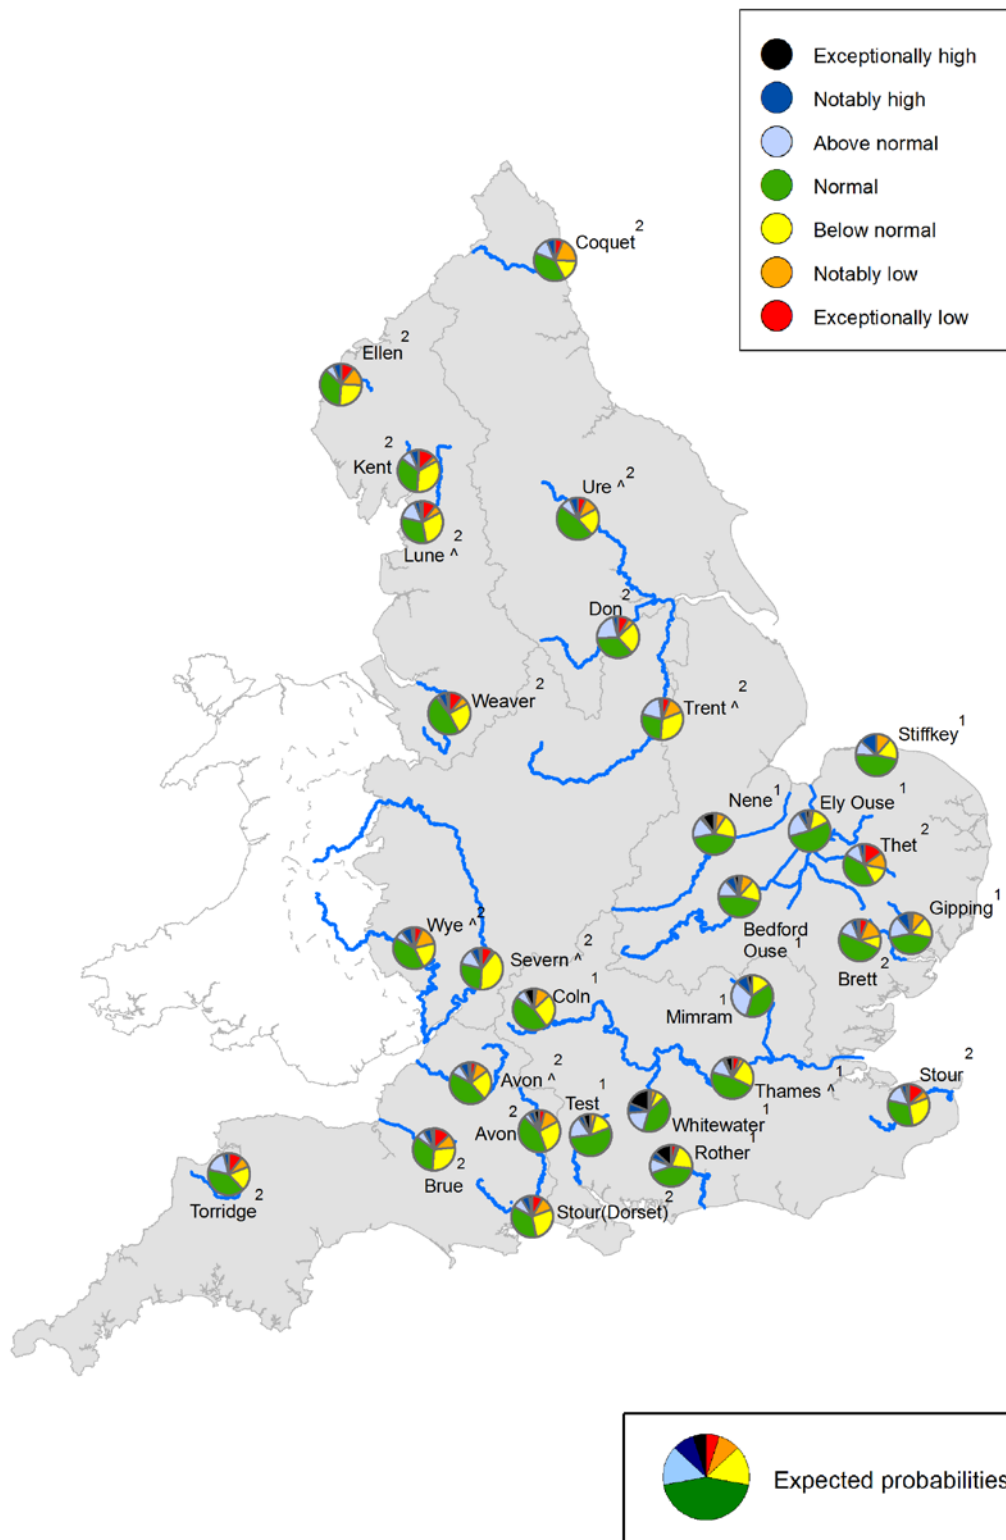 Exceptionally high
Notably high
Above normal
Normal
Below normal
Notably low
Exceptionally low
Coquet 2
Ellen 2
Kent 2
Lune ^ 2
Ure ^ 2
Don 2
Weaver 2
Trent ^ 2
Stiffkey 1
Nene 1
Ely Ouse 1
Thet 2
Gipping 1
Bedford
Ouse 1
Brett 2
Wye ^ 2
Severn ^ 2
Coln 1
Mimram 1
Avon ^ 2
Test 1
Thames ^ 1
Stour 2
Avon 2
Whitewater 1
Rother 1
Brue 2
Torridge 2
Stour(Dorset) 2
Expected probabilities